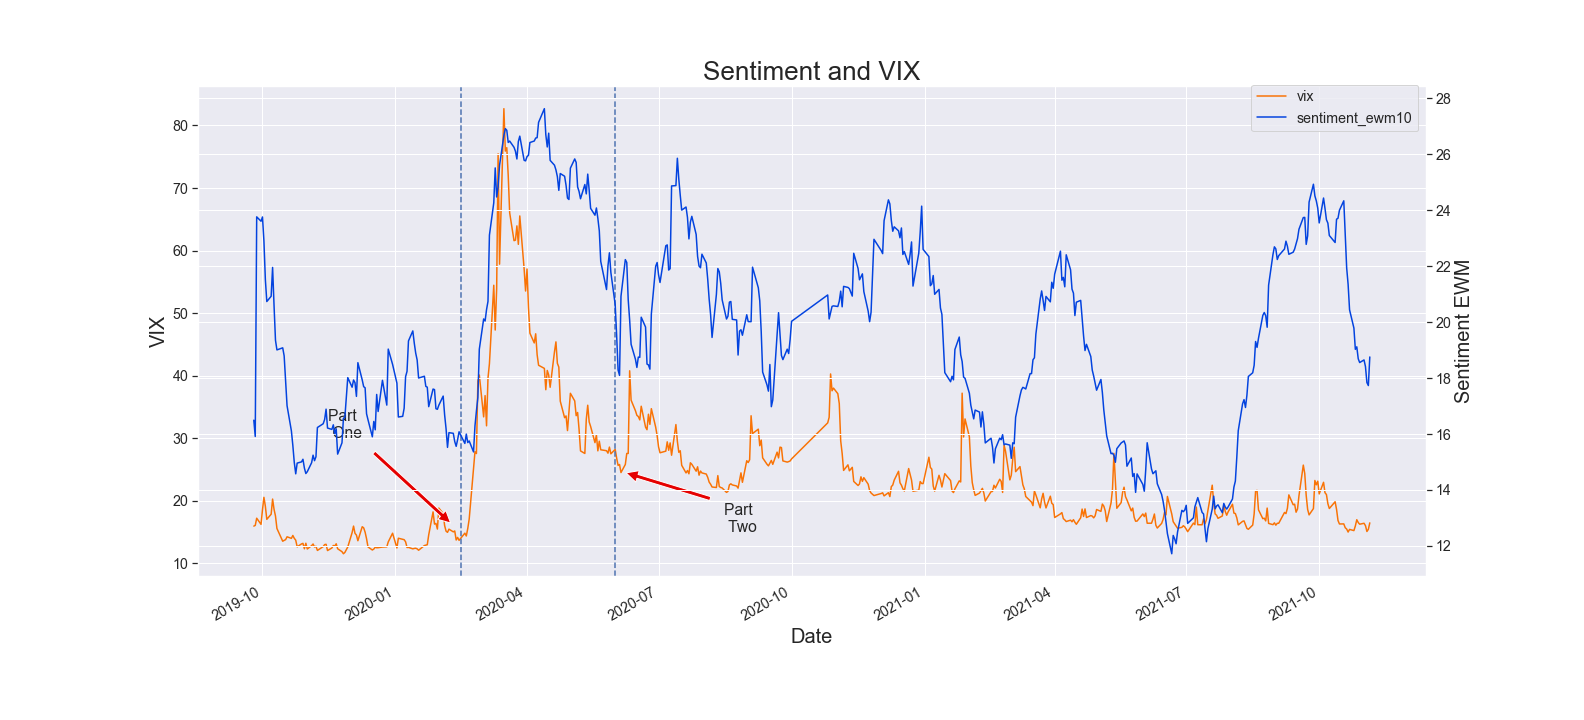 Sentiment and VIX
vix
sentiment_ewm10
80
70
60
50
40
30
20
10
VIX
28
26
24
22
20
18
16
14
12
Sentiment EWM
Part
One
Part
Two
2019-10
2020-01
2020-04
2020-07
2020-10
2021-01
2021-04
2021-07
2021-10
Date